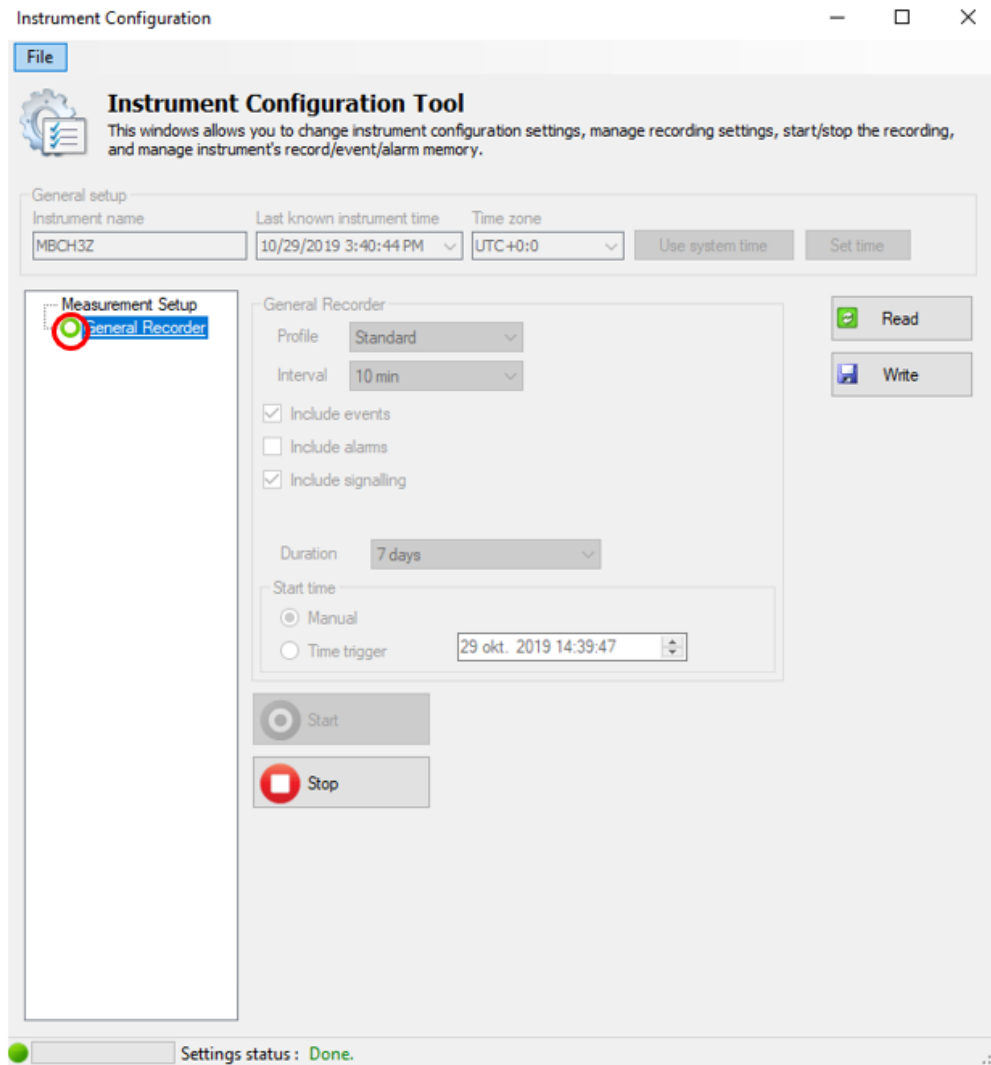 Instrument Configuration
File
Instrument Configuration Tool
This windows allows you to change instrument configuration settings, manage recording settings, start/stop the recording,
and manage instrument's record/event/alarm memory.
General setup
Instrument name Last known instrument time Time zone
MBCH3Z 10/29/2019 3:40:44 PM UTC+0:0 Use system time Set time
Measurement Setup
General Recorder
General Recorder
Profile Standard
Interval 10 min
Include events
Include alarms
Include signalling
Duration 7 days
Start time
Manual
Time trigger 29 okt. 2019 14:39:47
Start
Stop
Read
Write
Settings status : Done.